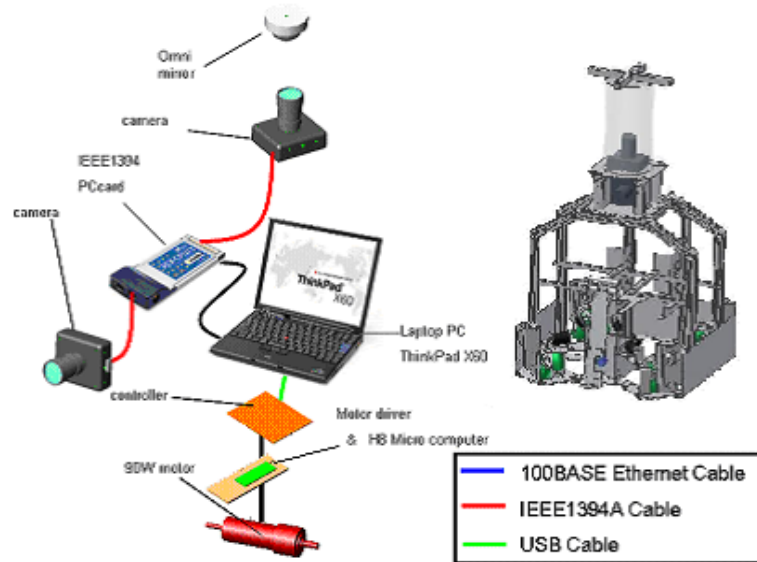 Omni
mirror
camera
IEEE1394
PCcard
camera
ThinkPad
X60
Laptop PC
ThinkPad X60
controller
Motor driver
& H8 Micro computer
90W motor
100BASE Ethernet Cable
IEEE1394A Cable
USB Cable